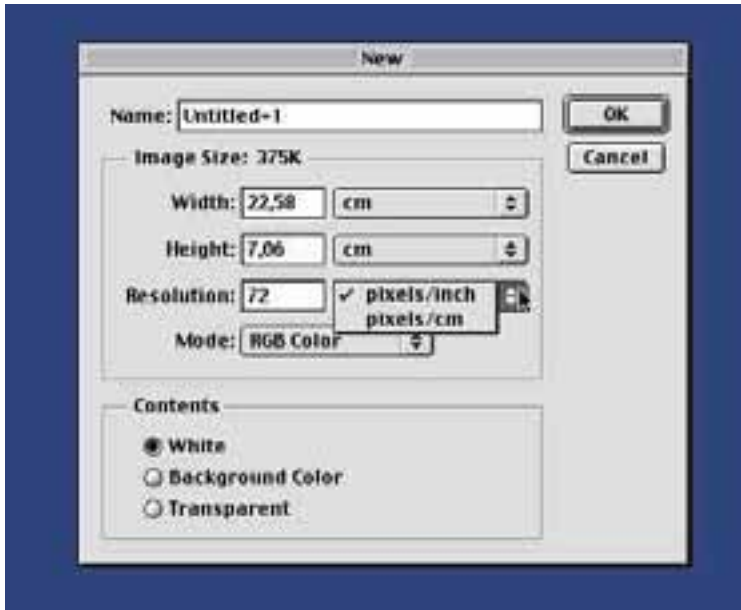 New
Name: Untitled-1
OK
Cancel
Image Size: 375K
Width: 22,58 cm
Height: 7,06 cm
Resolution: 72 ✓ pixels/inch
pixels/cm
Mode: RGB Color
Contents
White
Background Color
Transparent